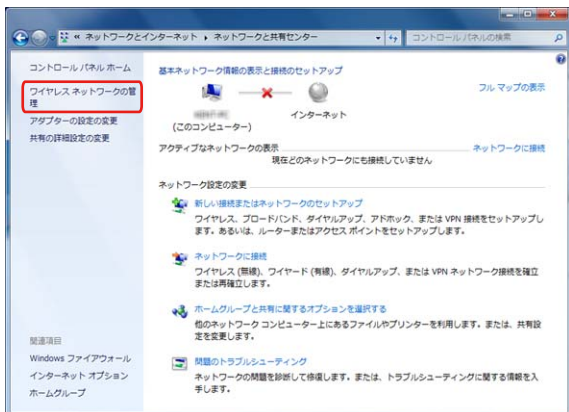 « ネットワークとインターネット ▸ ネットワークと共有センター
コントロール パネルの検索
コントロール パネル ホーム
ワイヤレス ネットワークの管
理
アダプターの設定の変更
共有の詳細設定の変更
関連項目
Windows ファイアウォール
インターネット オプション
ホームグループ
基本ネットワーク情報の表示と接続のセットアップ
フル マップの表示
インターネット
(このコンピューター)
アクティブなネットワークの表示
ネットワークに接続
現在どのネットワークにも接続していません
ネットワーク設定の変更
新しい接続またはネットワークのセットアップ
ワイヤレス、ブロードバンド、ダイヤルアップ、アドホック、または VPN 接続をセットアップし
ます。あるいは、ルーターまたはアクセス ポイントをセットアップします。
ネットワークに接続
ワイヤレス (無線)、ワイヤード (有線)、ダイヤルアップ、または VPN ネットワーク接続を確立
または再確立します。
ホームグループと共有に関するオプションを選択する
他のネットワーク コンピューター上にあるファイルやプリンターを利用します。または、共有設
定を変更します。
問題のトラブルシューティング
ネットワークの問題を診断して修復します。または、トラブルシューティングに関する情報を入
手します。